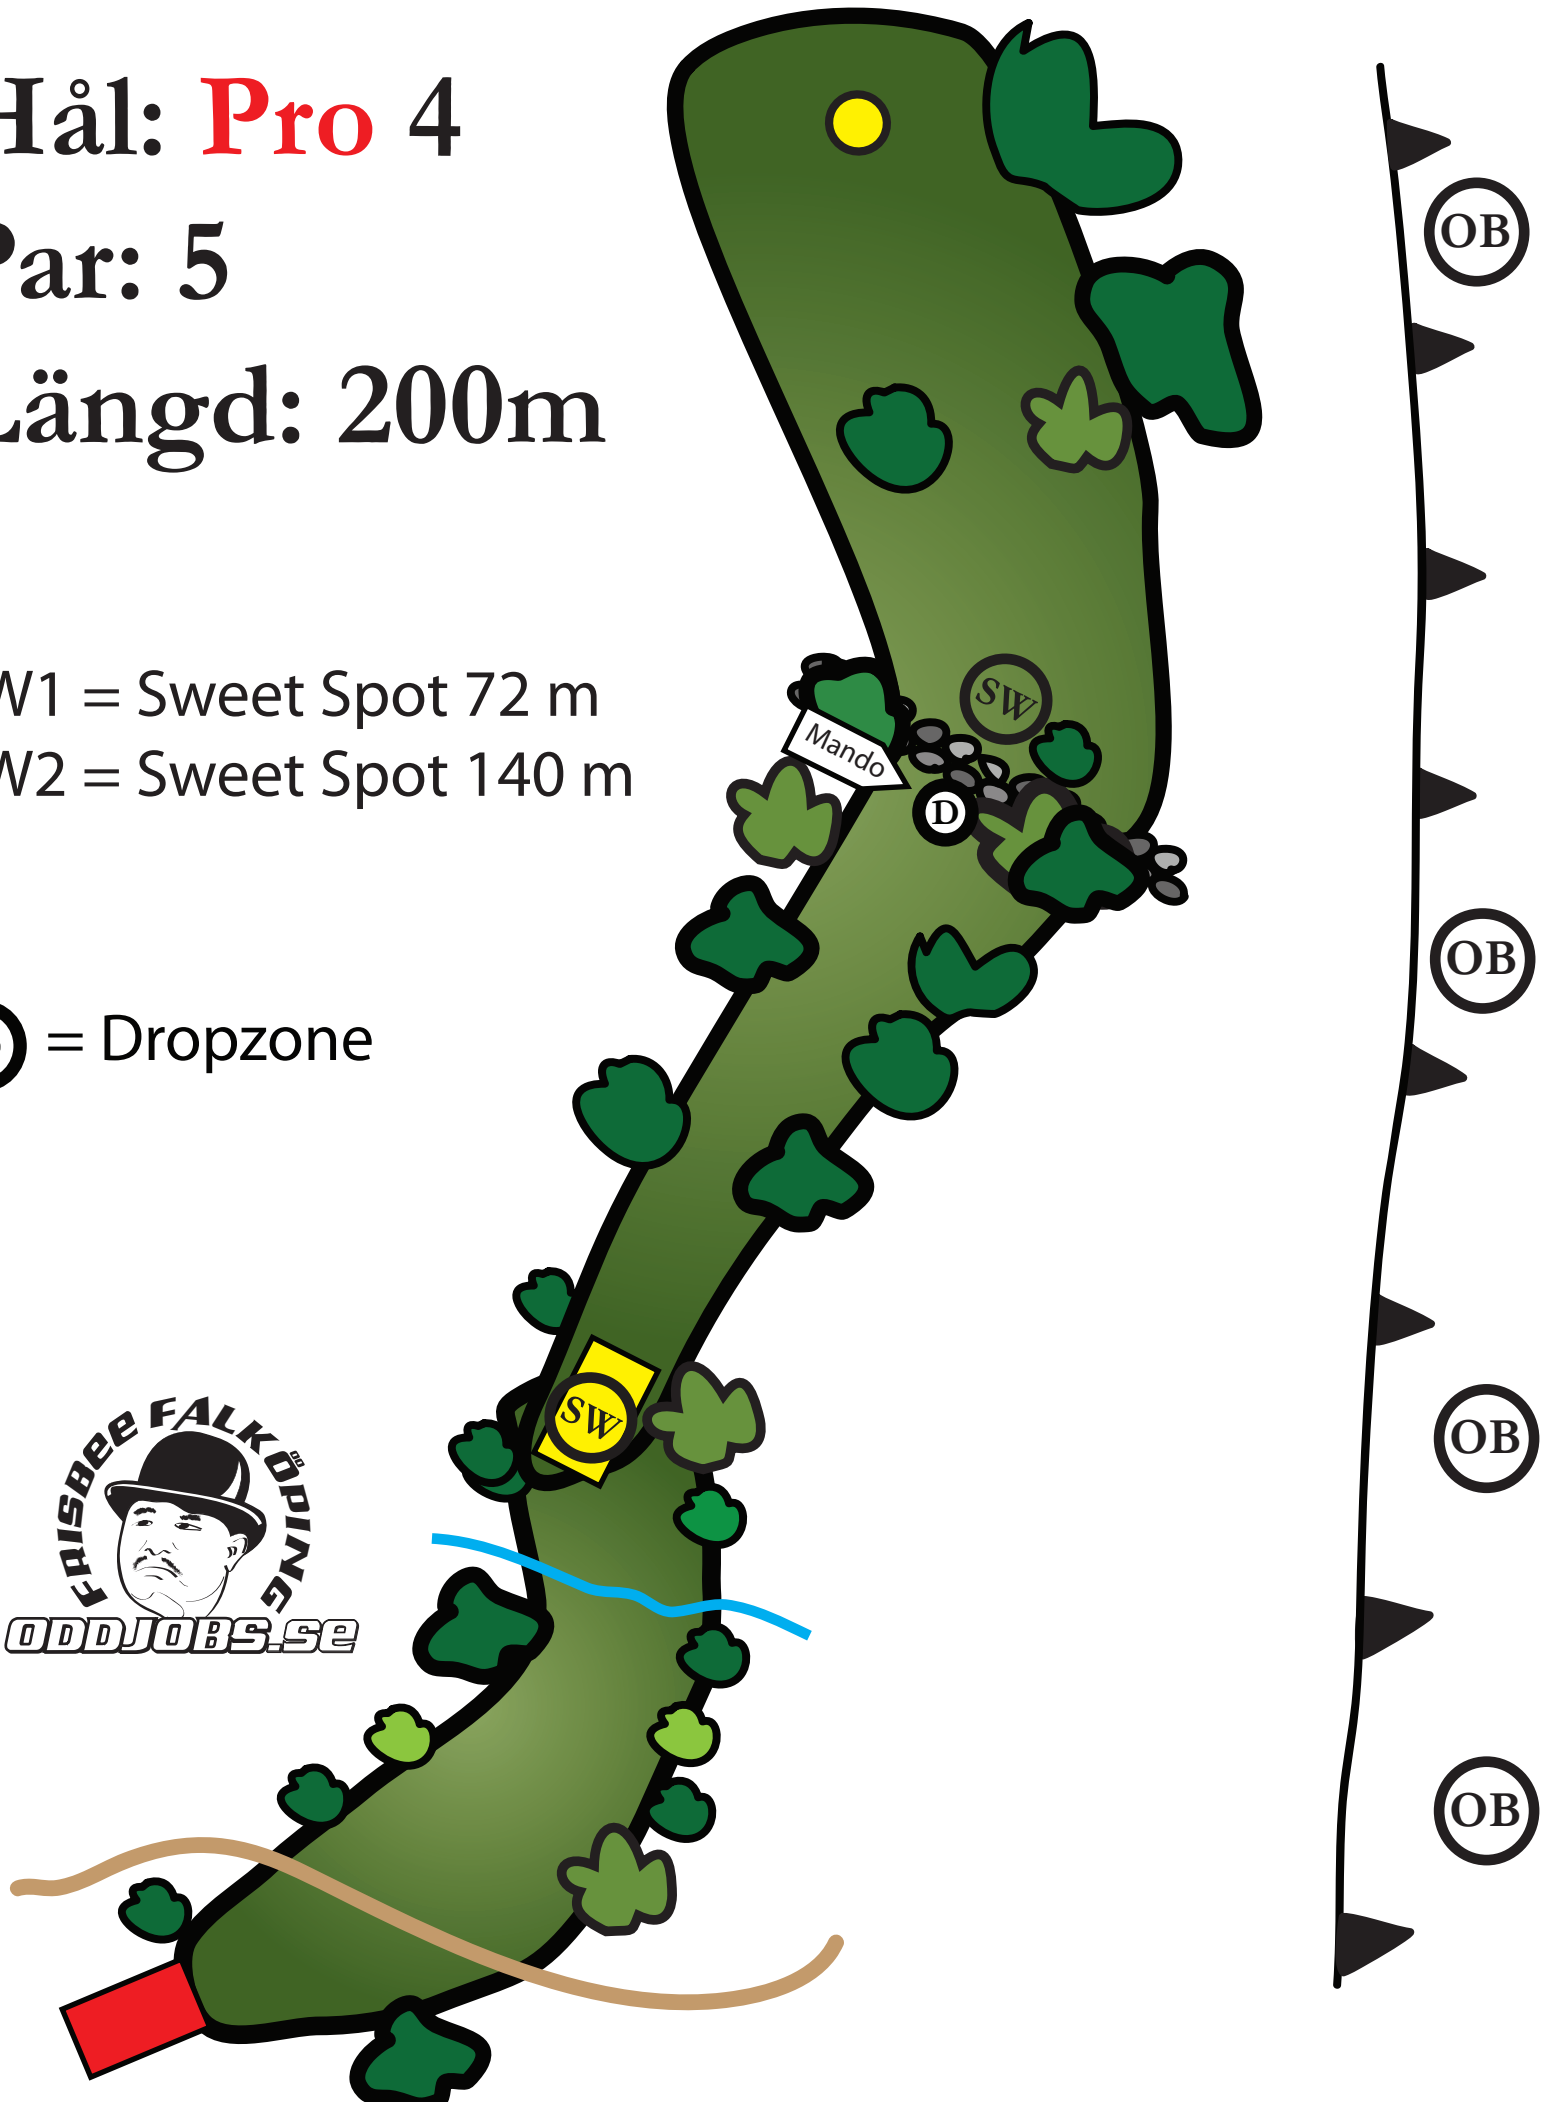 Hål: Pro 4
Par: 5
Längd: 200m
W1 = Sweet Spot 72 m
W2 = Sweet Spot 140 m
= Dropzone
SW
Mando
D
SW
OB
OB
OB
OB
FRISBEE FALKÖPING
ODDJOBS.se